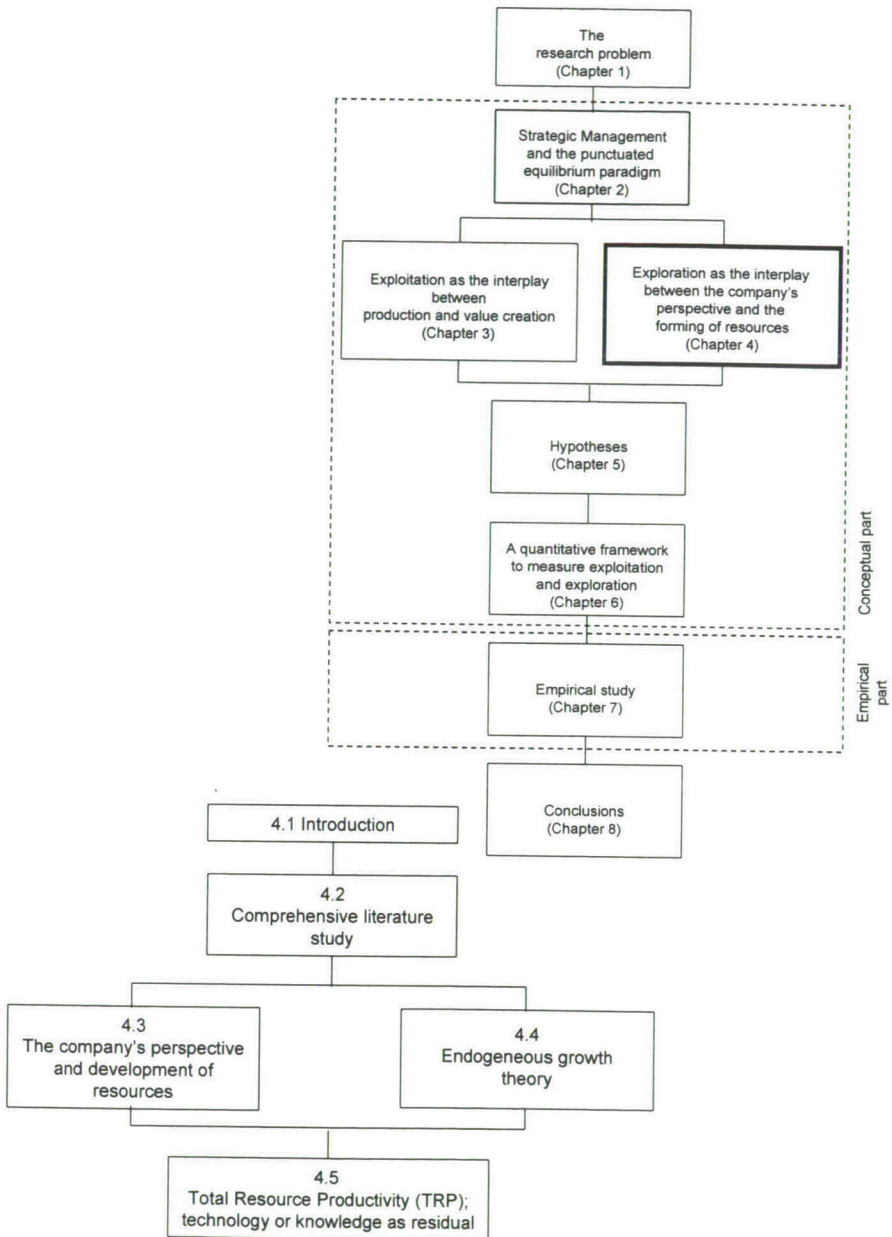 The
research problem
(Chapter 1)
Strategic Management
and the punctuated
equilibrium paradigm
(Chapter 2)
Exploitation as the interplay
between
production and value creation
(Chapter 3)
Exploration as the interplay
between the company's
perspective and the
forming of resources
(Chapter 4)
Hypotheses
(Chapter 5)
A quantitative framework
to measure exploitation
and exploration
(Chapter 6)
Conceptual part
Empirical study
(Chapter 7)
Empirical
part
Conclusions
(Chapter 8)
4.1 Introduction
4.2
Comprehensive literature
study
4.3
The company's perspective
and development of
resources
4.4
Endogeneous growth
theory
4.5
Total Resource Productivity (TRP);
technology or knowledge as residual